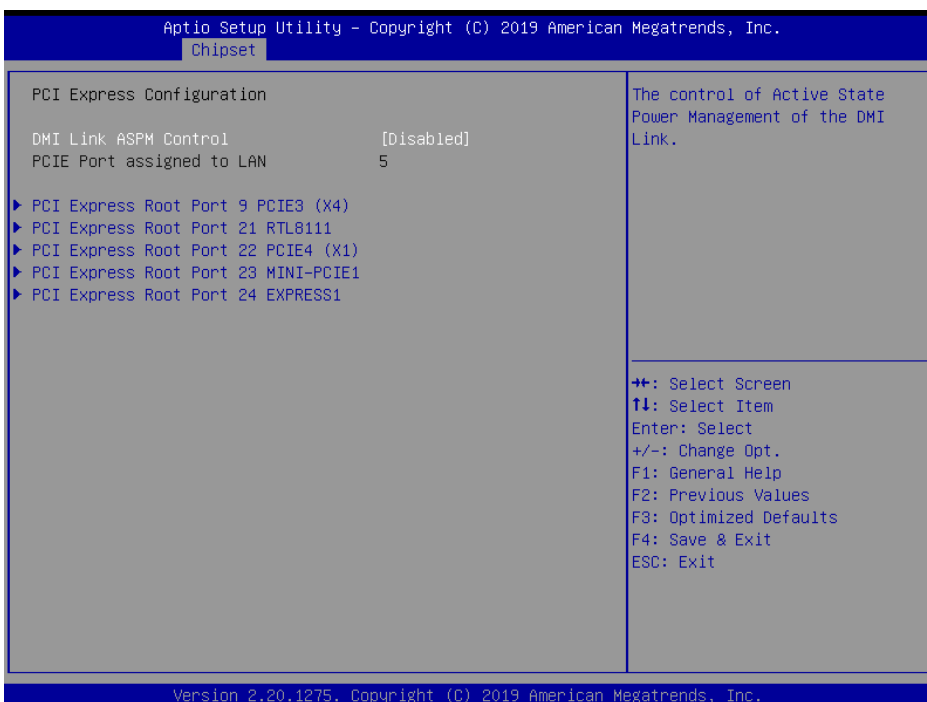 Aptio Setup Utility – Copyright (C) 2019 American Megatrends, Inc.
Chipset
PCI Express Configuration
DMI Link ASPM Control [Disabled]
PCIE Port assigned to LAN 5
▶ PCI Express Root Port 9 PCIE3 (X4)
▶ PCI Express Root Port 21 RTL8111
▶ PCI Express Root Port 22 PCIE4 (X1)
▶ PCI Express Root Port 23 MINI-PCIE1
▶ PCI Express Root Port 24 EXPRESS1
The control of Active State
Power Management of the DMI
Link.
→←: Select Screen
↑↓: Select Item
Enter: Select
+/-: Change Opt.
F1: General Help
F2: Previous Values
F3: Optimized Defaults
F4: Save & Exit
ESC: Exit
Version 2.20.1275. Copyright (C) 2019 American Megatrends, Inc.